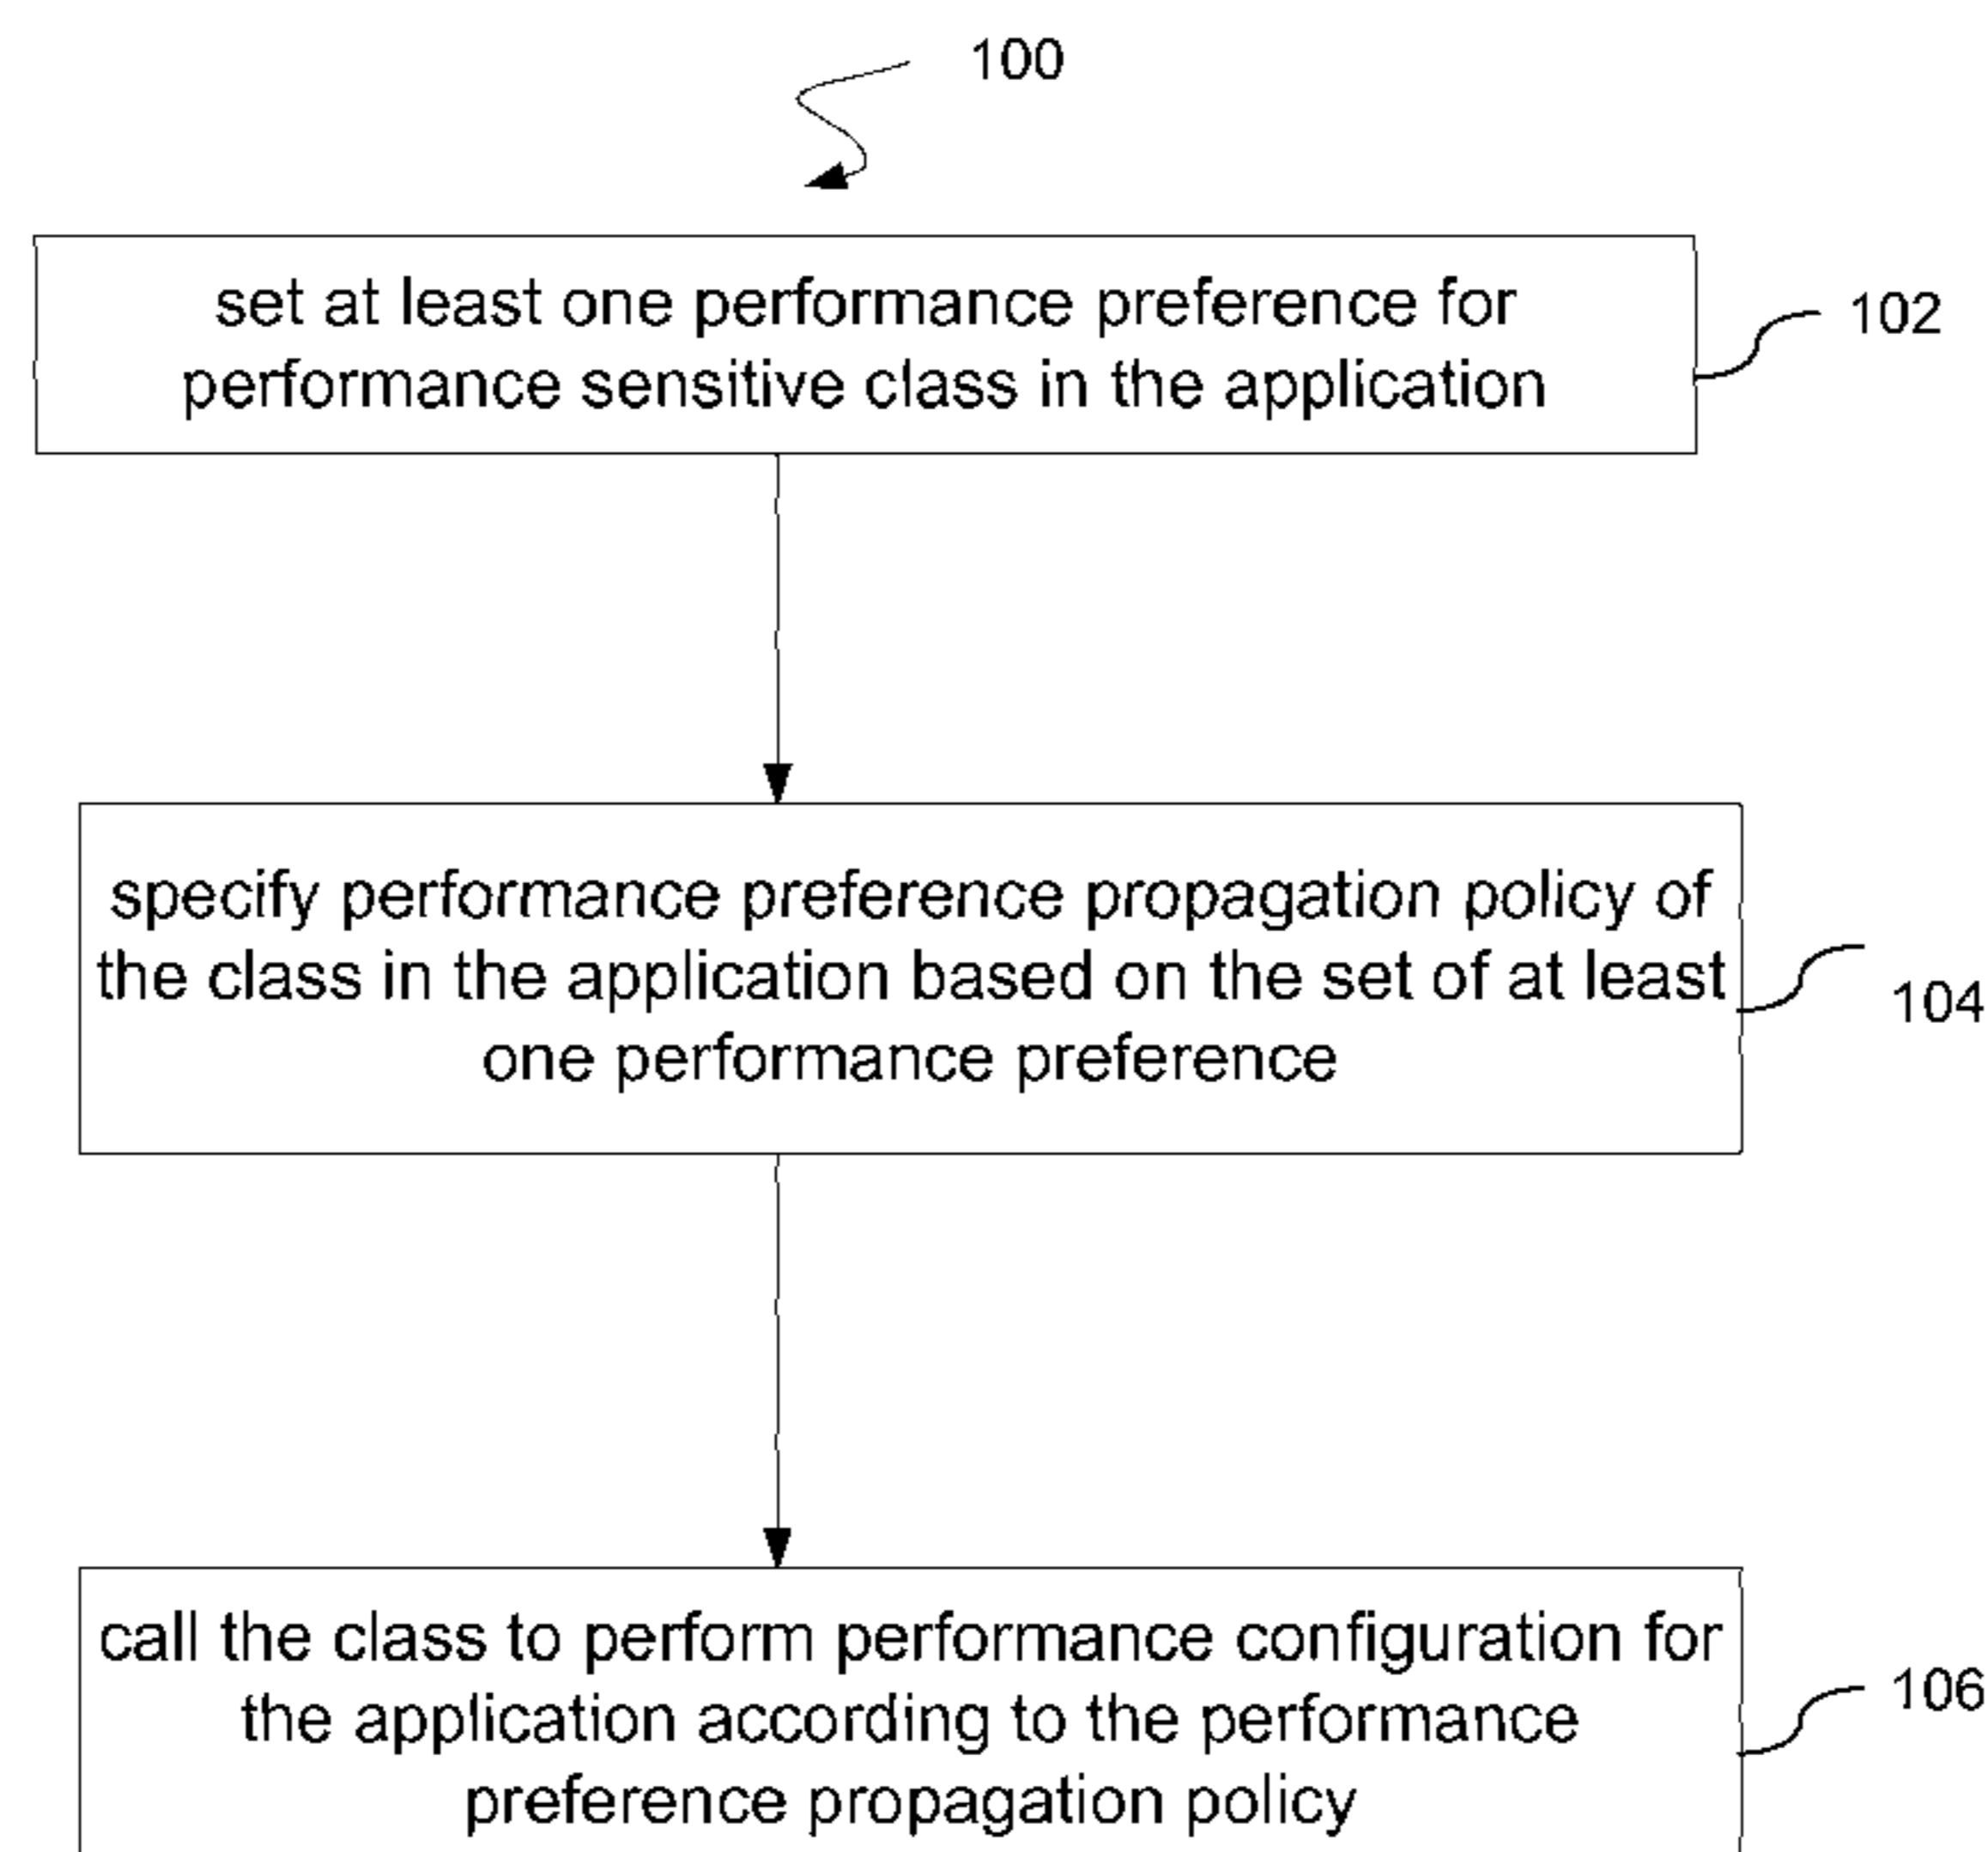 100
set at least one performance preference for
performance sensitive class in the application
102
specify performance preference propagation policy of
the class in the application based on the set of at least
one performance preference
104
call the class to perform performance configuration for
the application according to the performance
preference propagation policy
106